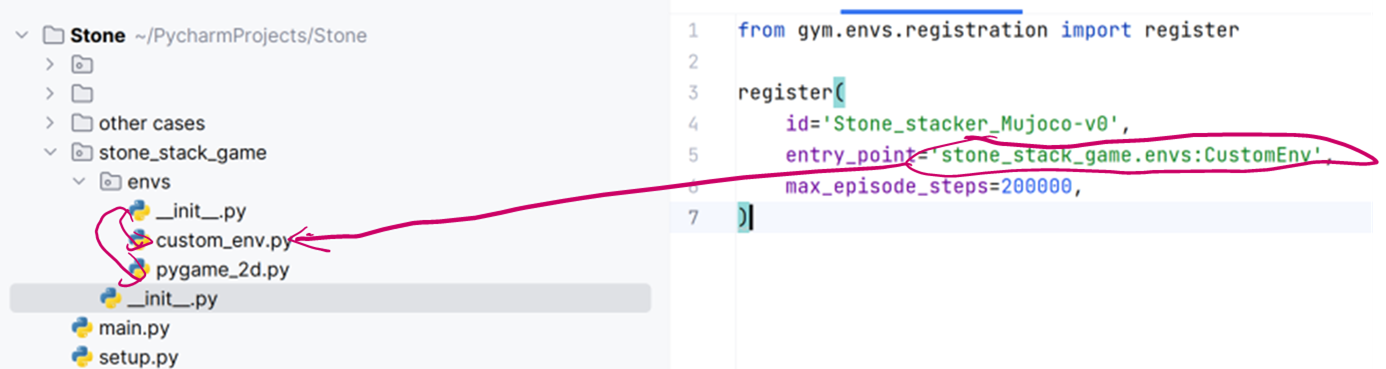 Stone ~/PycharmProjects/Stone
other cases
stone_stack_game
envs
__init__.py
custom_env.py
pygame_2d.py
__init__.py
main.py
setup.py
1 from gym.envs.registration import register
2
3 register(
4 id='Stone_stacker_Mujoco-v0',
5 entry_point='stone_stack_game.envs:CustomEnv',
6 max_episode_steps=200000,
7 )